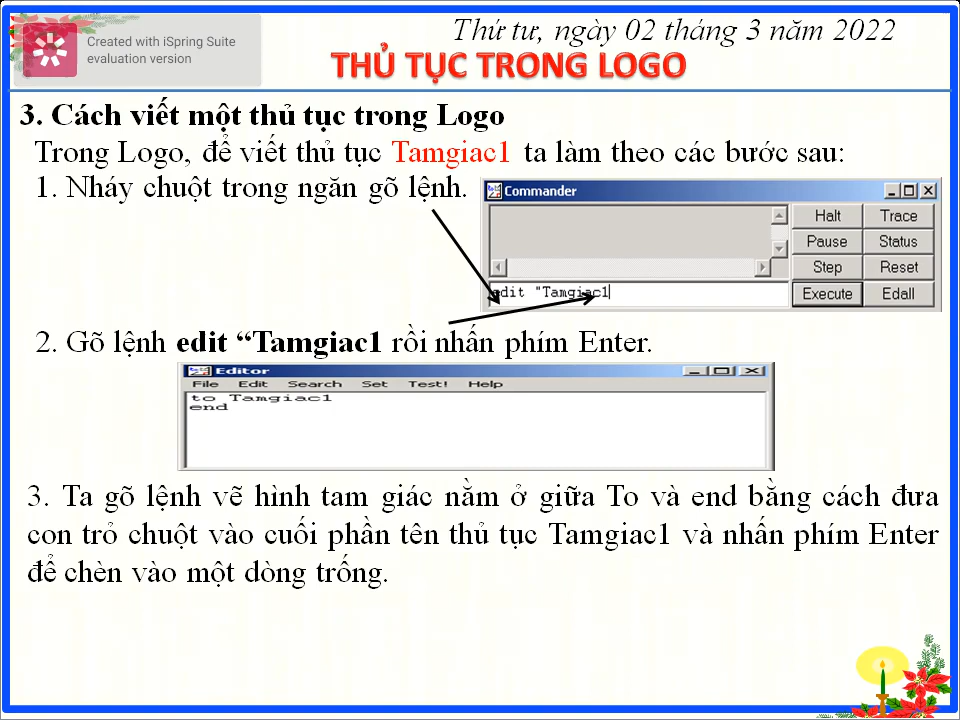 Created with iSpring Suite
evaluation version
Thứ tư, ngày 02 tháng 3 năm 2022
THỦ TỤC TRONG LOGO
3. Cách viết một thủ tục trong Logo
Trong Logo, để viết thủ tục Tamgiac1 ta làm theo các bước sau:
1. Nháy chuột trong ngăn gõ lệnh.
Commander
Halt Trace
Pause Status
Step Reset
edit "Tamgiac1 Execute Edall
2. Gõ lệnh edit “Tamgiac1 rồi nhấn phím Enter.
Editor
File Edit Search Set Test! Help
to Tamgiac1
end
3. Ta gõ lệnh vẽ hình tam giác nằm ở giữa To và end bằng cách đưa
con trỏ chuột vào cuối phần tên thủ tục Tamgiac1 và nhấn phím Enter
để chèn vào một dòng trống.